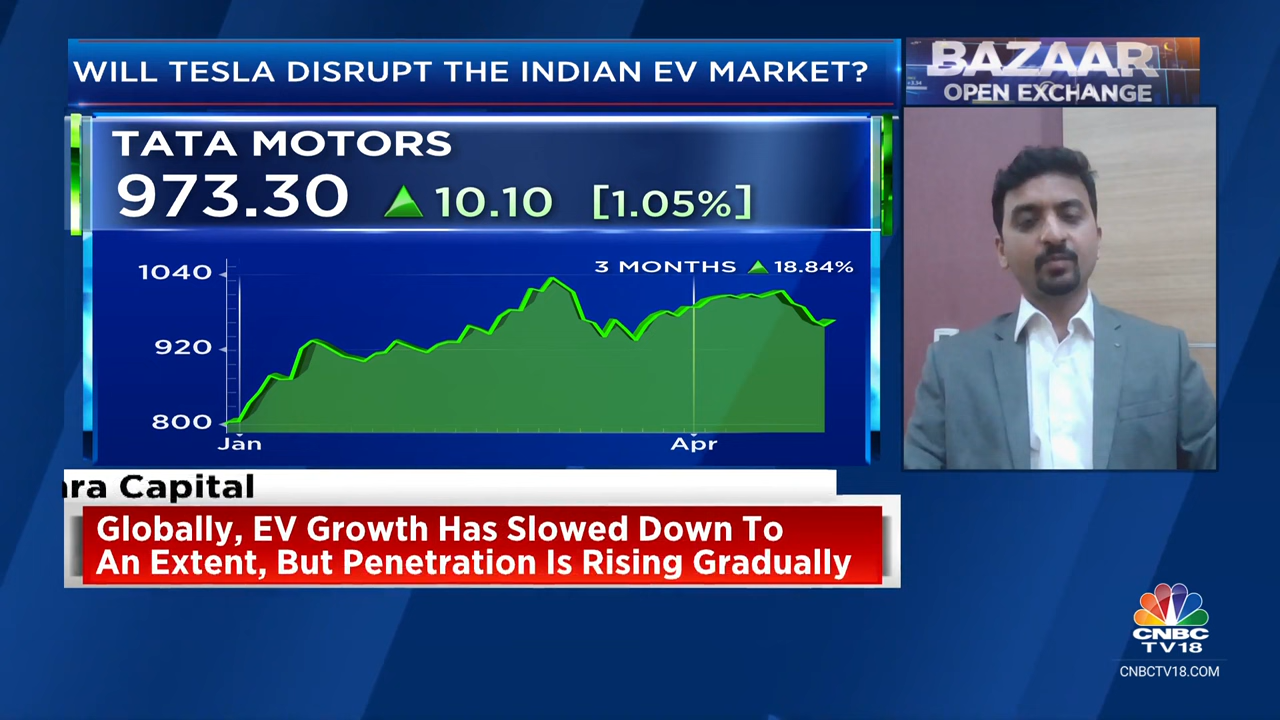 WILL TESLA DISRUPT THE INDIAN EV MARKET?
BAZAAR
OPEN EXCHANGE
TATA MOTORS
973.30 ▲ 10.10 [1.05%]
3 MONTHS ▲ 18.84%
1040
920
800
Jan Apr
Capital
Globally, EV Growth Has Slowed Down To
An Extent, But Penetration Is Rising Gradually
CNBC
TV18
CNBCTV18.COM